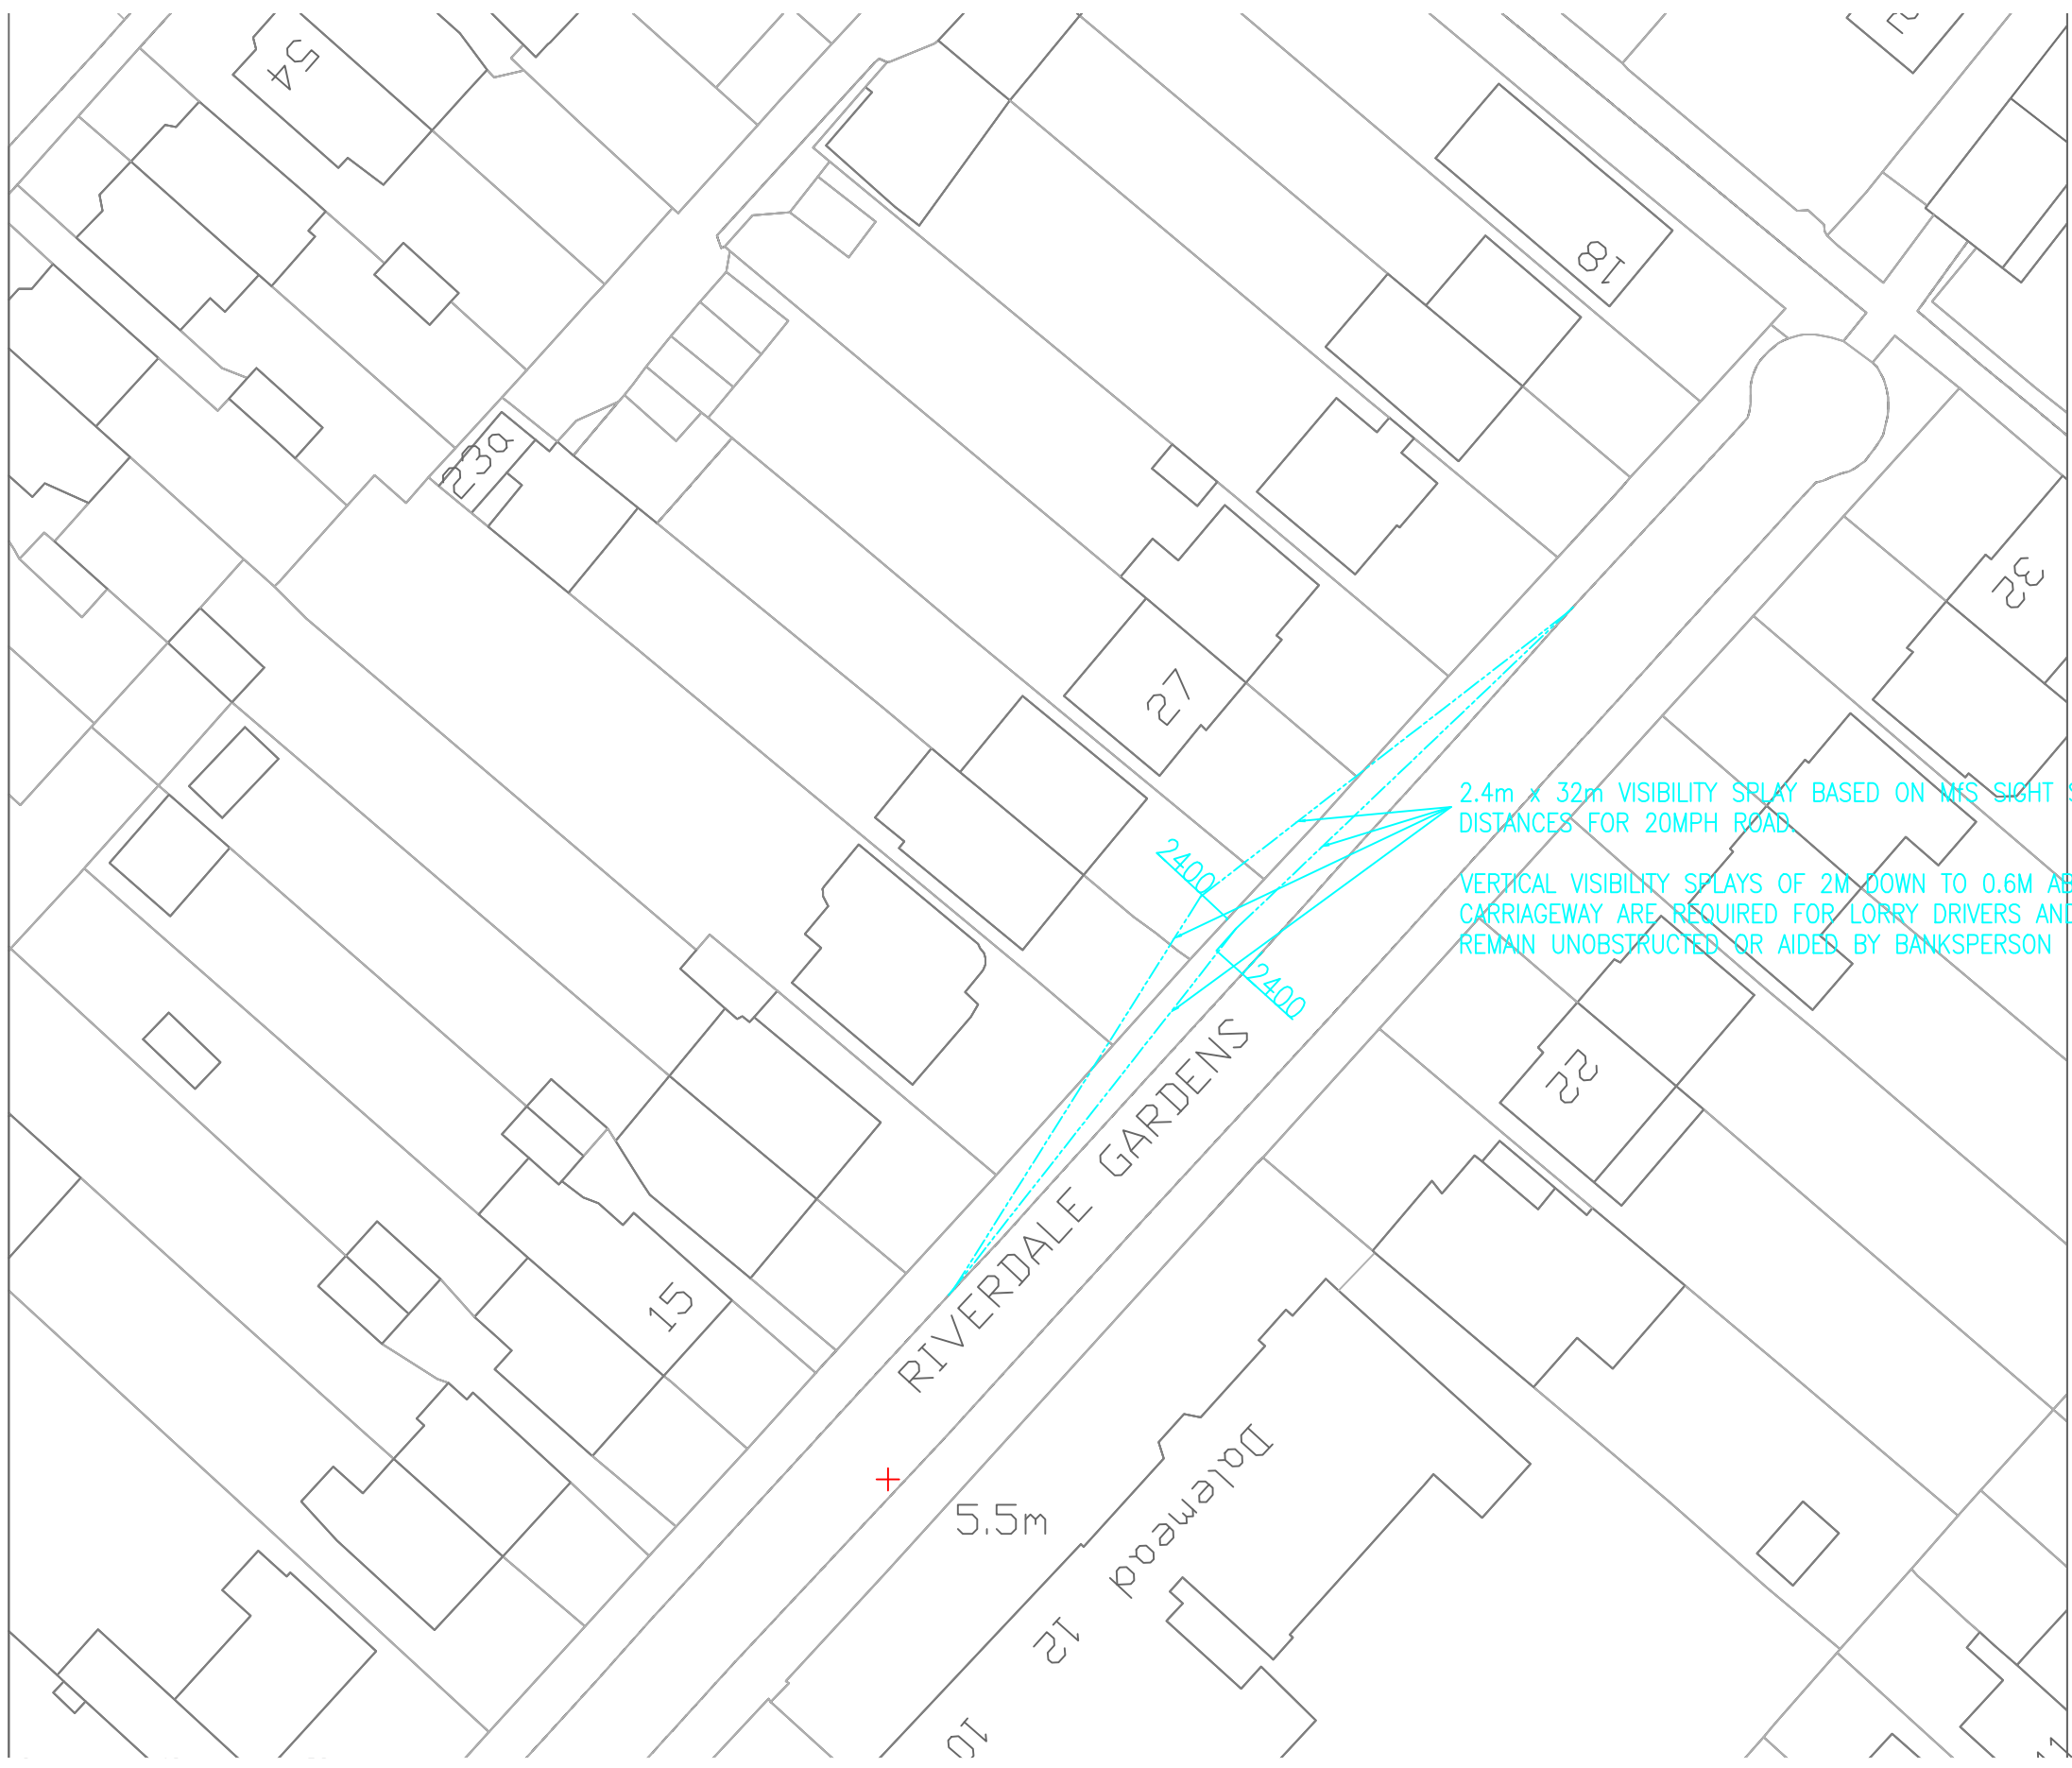 54
18
23a
32
27
2.4m x 32m VISIBILITY SPLAY BASED ON MfS SIGHT
DISTANCES FOR 20MPH ROAD.
2400
VERTICAL VISIBILITY SPLAYS OF 2M DOWN TO 0.6M
CARRIAGEWAY ARE REQUIRED FOR LORRY DRIVERS AND
REMAIN UNOBSTRUCTED OR AIDED BY BANKSPERSON
2400
22
RIVERDALE GARDENS
15
Dalemead
5.5m
12
10